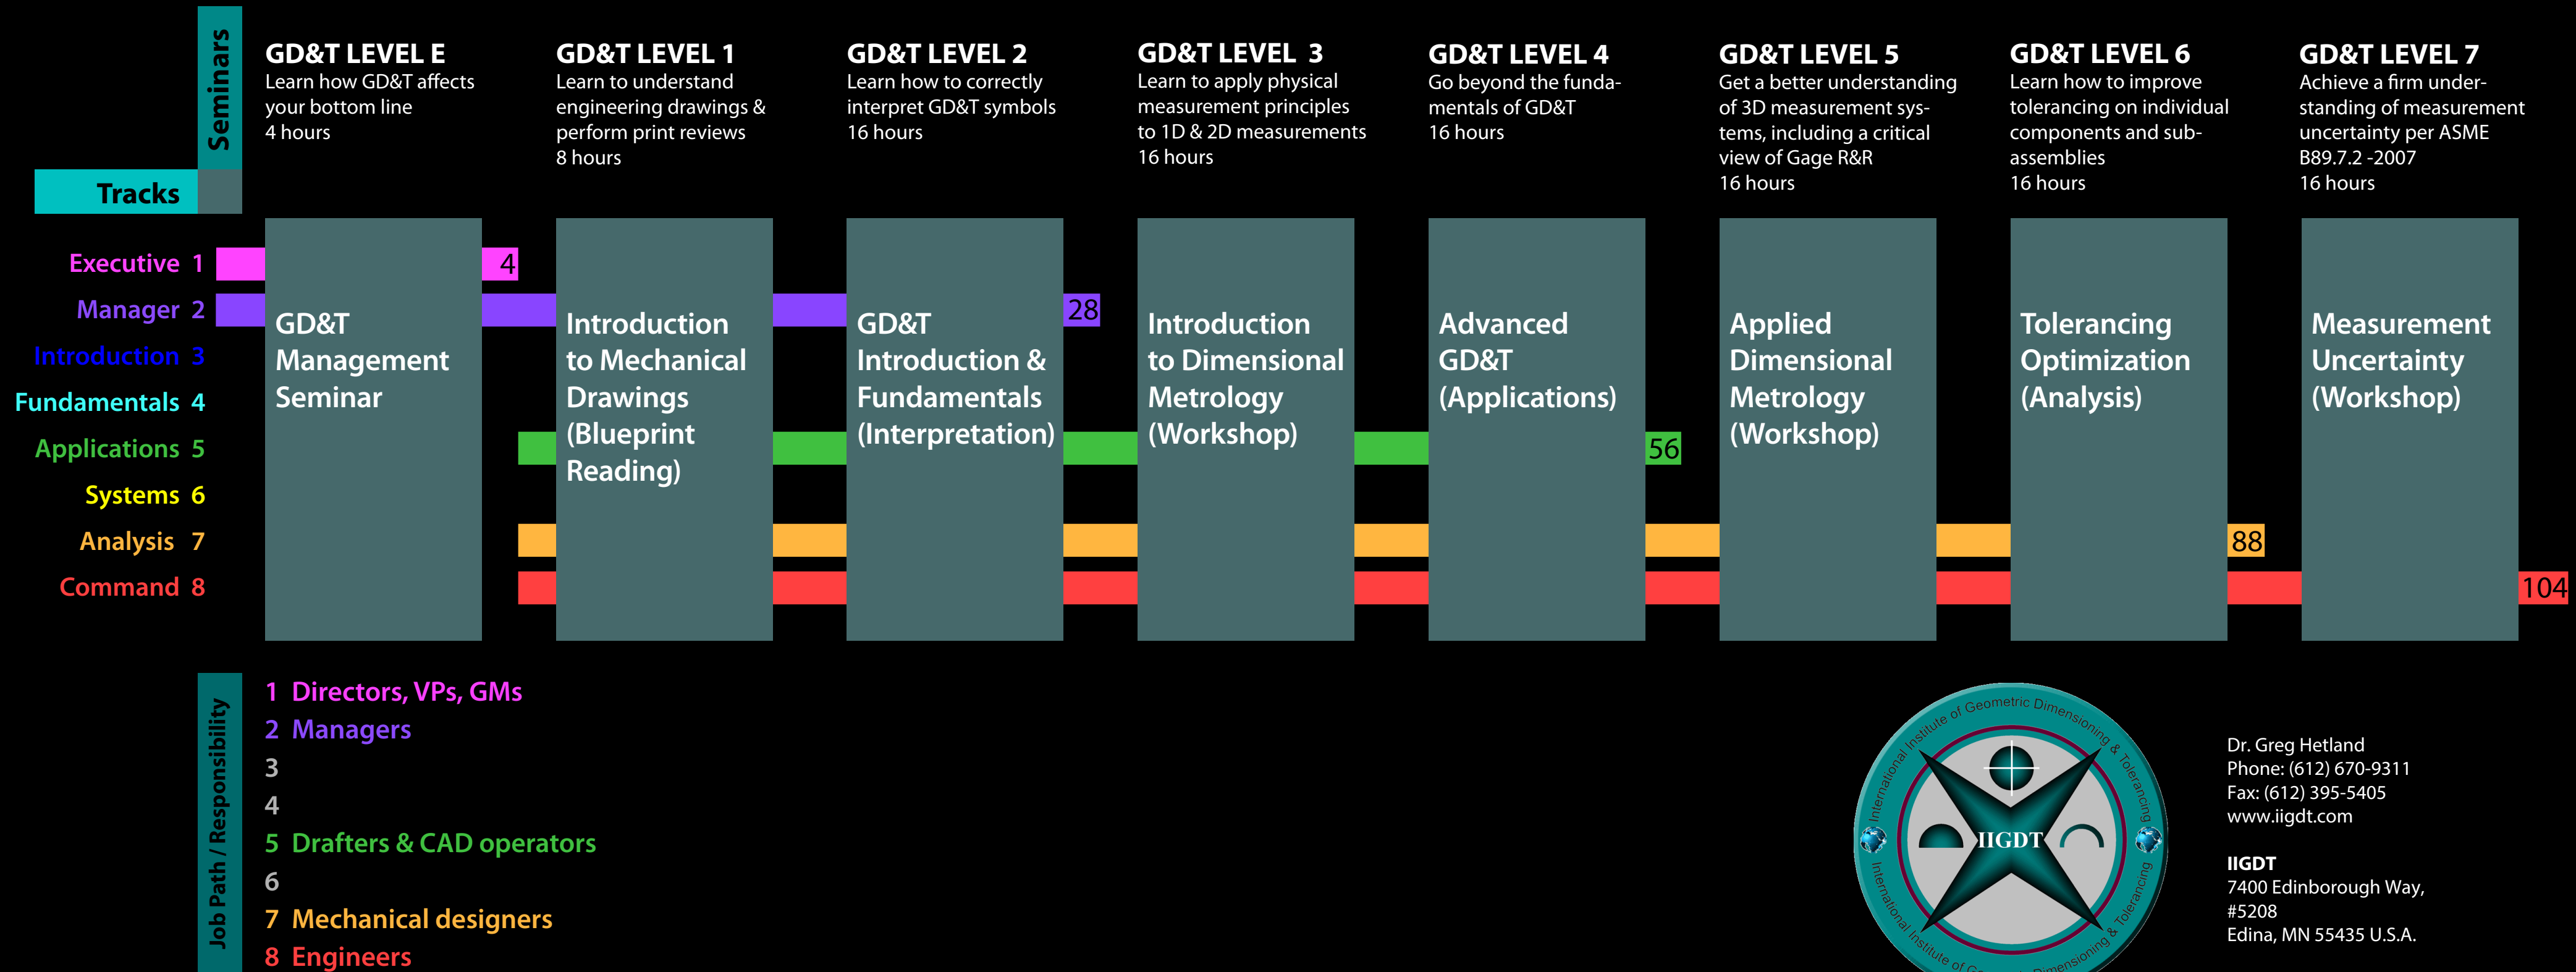 Seminars
Tracks
GD&T LEVEL E
Learn how GD&T affects
your bottom line
4 hours
GD&T LEVEL 1
Learn to understand
engineering drawings &
perform print reviews
8 hours
GD&T LEVEL 2
Learn how to correctly
interpret GD&T symbols
16 hours
GD&T LEVEL 3
Learn to apply physical
measurement principles
to 1D & 2D measurements
16 hours
GD&T LEVEL 4
Go beyond the funda-
mentals of GD&T
16 hours
GD&T LEVEL 5
Get a better understanding
of 3D measurement sys-
tems, including a critical
view of Gage R&R
16 hours
GD&T LEVEL 6
Learn how to improve
tolerancing on individual
components and sub-
assemblies
16 hours
GD&T LEVEL 7
Achieve a firm under-
standing of measurement
uncertainty per ASME
B89.7.2 -2007
16 hours
Executive 1
Manager 2
Introduction 3
Fundamentals 4
Applications 5
Systems 6
Analysis 7
Command 8
4
28
56
88
104
GD&T
Management
Seminar
Introduction
to Mechanical
Drawings
(Blueprint
Reading)
GD&T
Introduction &
Fundamentals
(Interpretation)
Introduction
to Dimensional
Metrology
(Workshop)
Advanced
GD&T
(Applications)
Applied
Dimensional
Metrology
(Workshop)
Tolerancing
Optimization
(Analysis)
Measurement
Uncertainty
(Workshop)
Job Path / Responsibility
1 Directors, VPs, GMs
2 Managers
3
4
5 Drafters & CAD operators
6
7 Mechanical designers
8 Engineers
International Institute of Geometric Dimensioning & Tolerancing
IIGDT
International Institute of Dimensioning & Tolerancing
Dr. Greg Hetland
Phone: (612) 670-9311
Fax: (612) 395-5405
www.iigdt.com
IIGDT
7400 Edinborough Way,
#5208
Edina, MN 55435 U.S.A.